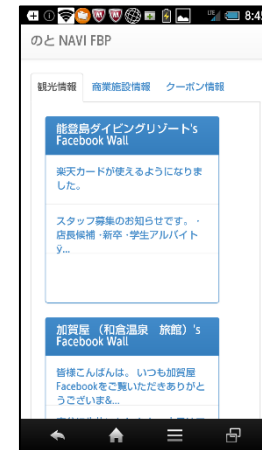 8:45
のと NAVI FBP
観光情報 商業施設情報 クーポン情報
能登島ダイビングリゾート's
Facebook Wall
楽天カードが使えるようになりま
した。
スタッフ募集のお知らせです。・
店長候補・新卒・学生アルバイト
ÿ...
加賀屋 （和倉温泉 旅館）'s
Facebook Wall
皆様こんばんは。 いつも加賀屋
Facebookをご覧いただきありがと
うございま&...